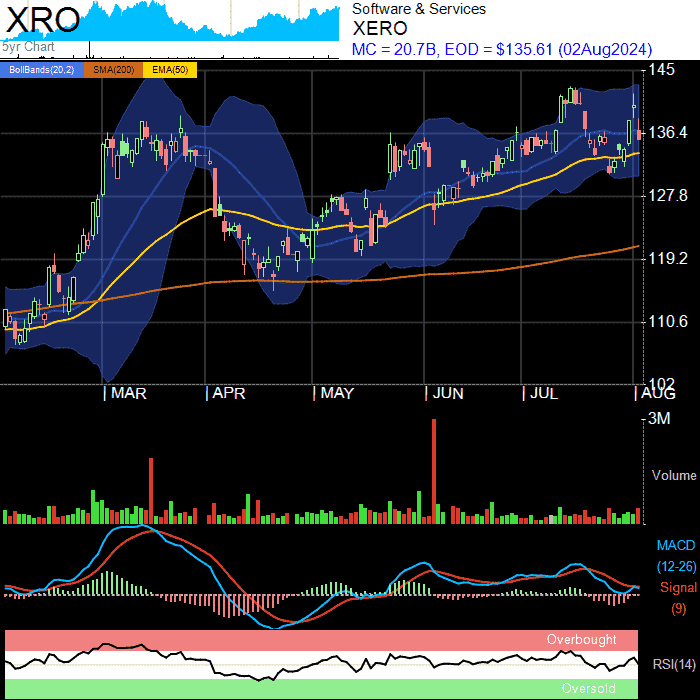 XRO
5yr Chart
Software & Services
XERO
MC = 20.7B, EOD = $135.61 (02Aug2024)
BollBands(20,2) SMA(200) EMA(50)
145
136.4
127.8
119.2
110.6
102
MAR APR MAY JUN JUL AUG
3M
Volume
MACD
(12-26)
Signal
(9)
Overbought
RSI(14)
Oversold